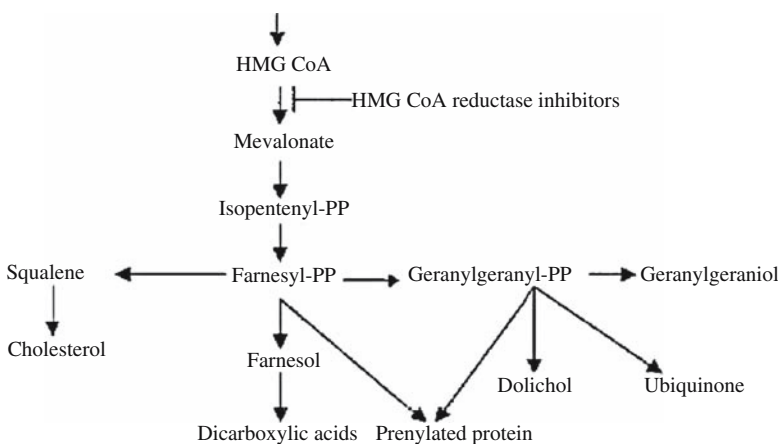 HMG CoA
HMG CoA reductase inhibitors
Mevalonate
Isopentenyl-PP
Squalene
Farnesyl-PP
Geranylgeranyl-PP
Geranylgeraniol
Cholesterol
Farnesol
Dolichol
Ubiquinone
Dicarboxylic acids
Prenylated protein